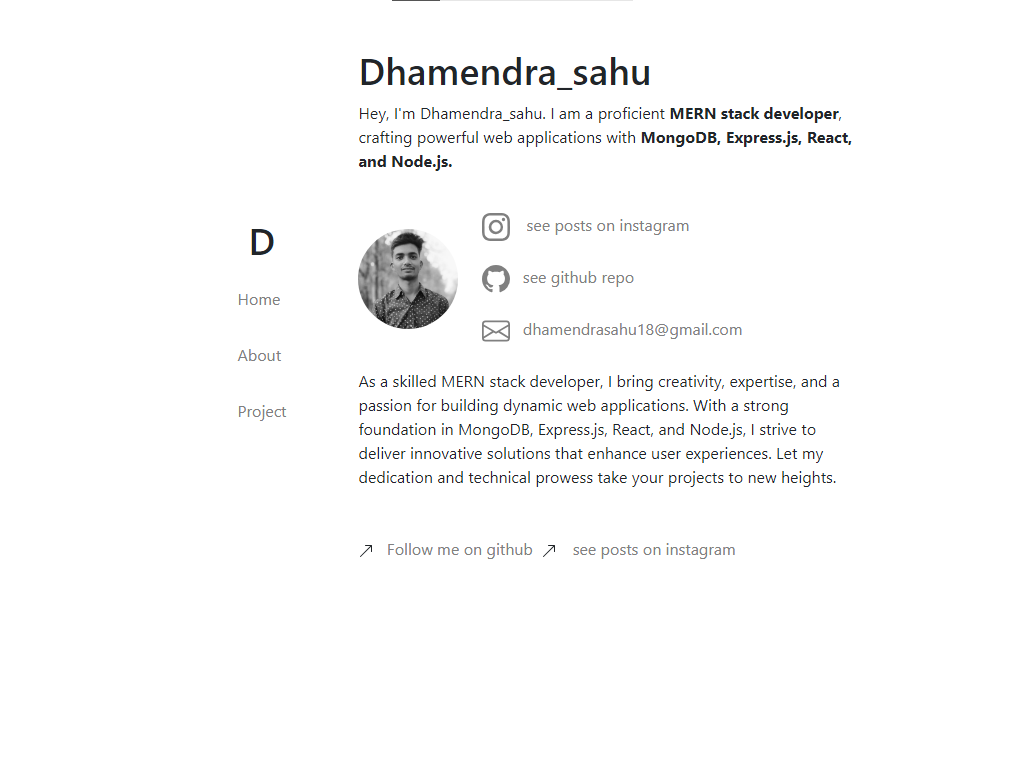 Dhamendra_sahu
Hey, I'm Dhamendra_sahu. I am a proficient MERN stack developer,
crafting powerful web applications with MongoDB, Express.js, React,
and Node.js.
D
Home
About
Project
see posts on instagram
see github repo
dhamendrasahu18@gmail.com
As a skilled MERN stack developer, I bring creativity, expertise, and a
passion for building dynamic web applications. With a strong
foundation in MongoDB, Express.js, React, and Node.js, I strive to
deliver innovative solutions that enhance user experiences. Let my
dedication and technical prowess take your projects to new heights.
Follow me on github see posts on instagram